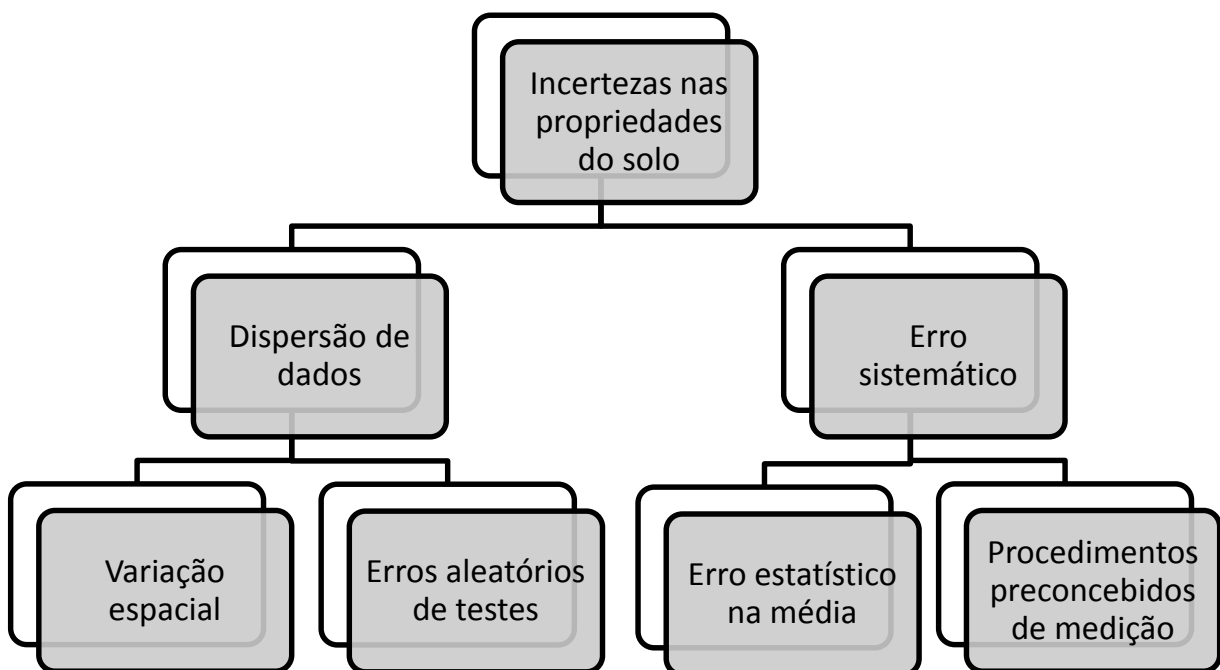 Incertezas nas
propriedades
do solo
Dispersão de
dados
Erro
sistemático
Variação
espacial
Erros aleatórios
de testes
Erro estatístico
na média
Procedimentos
preconcebidos
de medição